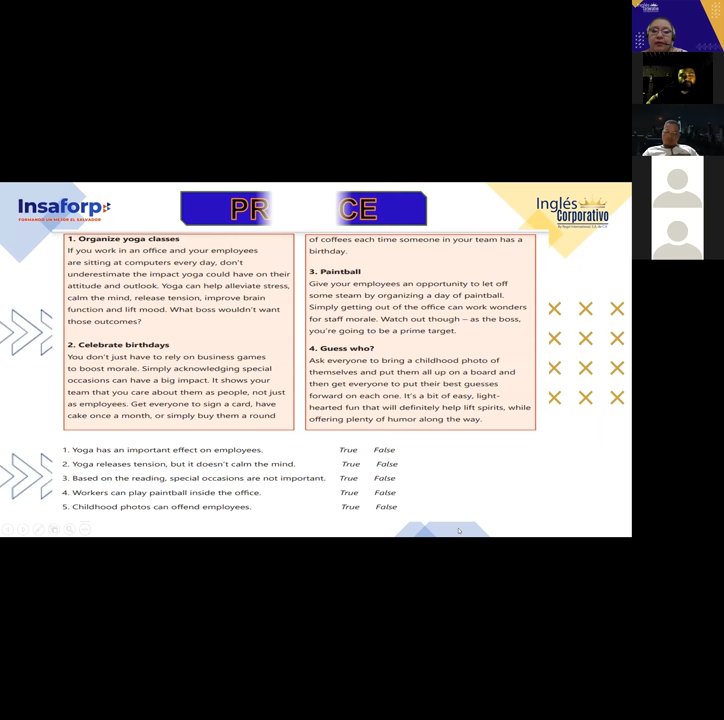 Insaforp
FORMANDO UN MEJOR EL SALVADOR
PR CE
Inglés
Corporativo
1. Organize yoga classes
If you work in an office and your employees
are sitting at computers every day, don't
underestimate the impact yoga could have on their
attitude and outlook. Yoga can help alleviate stress,
calm the mind, release tension, improve brain
function and lift mood. What boss wouldn't want
those outcomes?
2. Celebrate birthdays
You don't just have to rely on business games
to boost morale. Simply acknowledging special
occasions can have a big impact. It shows your
team that you care about them as people, not just
as employees. Get everyone to sign a card, have
cake once a month, or simply buy them a round
of coffees each time someone in your team has a
birthday.
3. Paintball
Give your employees an opportunity to let off
some steam by organizing a day of paintball.
Simply getting out of the office can work wonders
for staff morale. Watch out though – as the boss,
you're going to be a prime target.
4. Guess who?
Ask everyone to bring a childhood photo of
themselves and put them all up on a board and
then get everyone to put their best guesses
forward on each one. It's a bit of easy, light-
hearted fun that will definitely help lift spirits, while
offering plenty of humor along the way.
1. Yoga has an important effect on employees. True False
2. Yoga releases tension, but it doesn't calm the mind. True False
3. Based on the reading, special occasions are not important. True False
4. Workers can play paintball inside the office. True False
5. Childhood photos can offend employees. True False